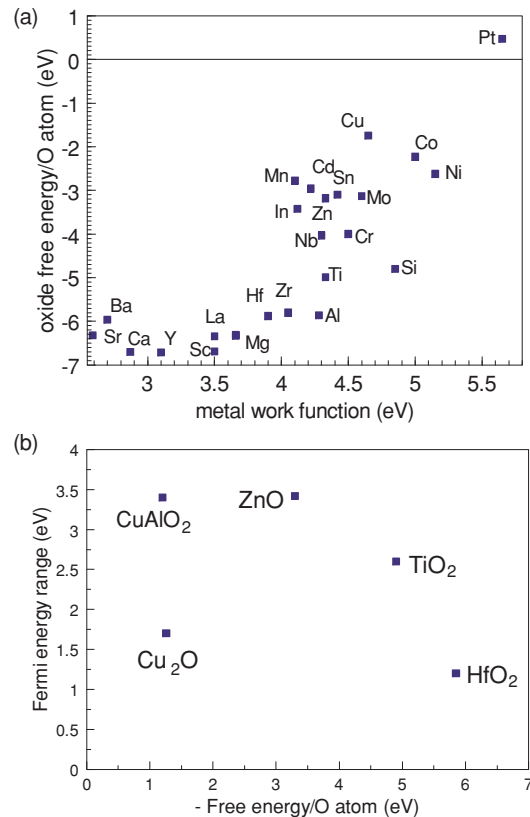 (a)
1
0
-1
-2
-3
-4
-5
-6
-7
oxide free energy/O atom (eV)
Pt
Cu
Co
Ni
Mn
Cd
Sn
Mo
In
Zn
Nb
Cr
Ti
Si
Hf
Zr
Al
Ba
La
Sr
Ca
Y
Sc
Mg
3
3.5
4
4.5
5
5.5
metal work function (eV)
(b)
4
3.5
3
2.5
2
1.5
1
0.5
0
Fermi energy range (eV)
CuAlO₂
ZnO
TiO₂
Cu₂O
HfO₂
0
1
2
3
4
5
6
7
- Free energy/O atom (eV)